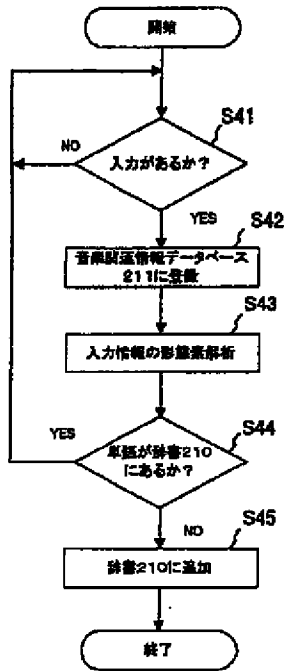 開始
S41
入力があるか?
NO
YES
S42
音楽関連情報データベース
211に登録
S43
入力情報の形態素解析
S44
YES
単語が辞書210
にあるか?
NO
S45
辞書210に追加
終了